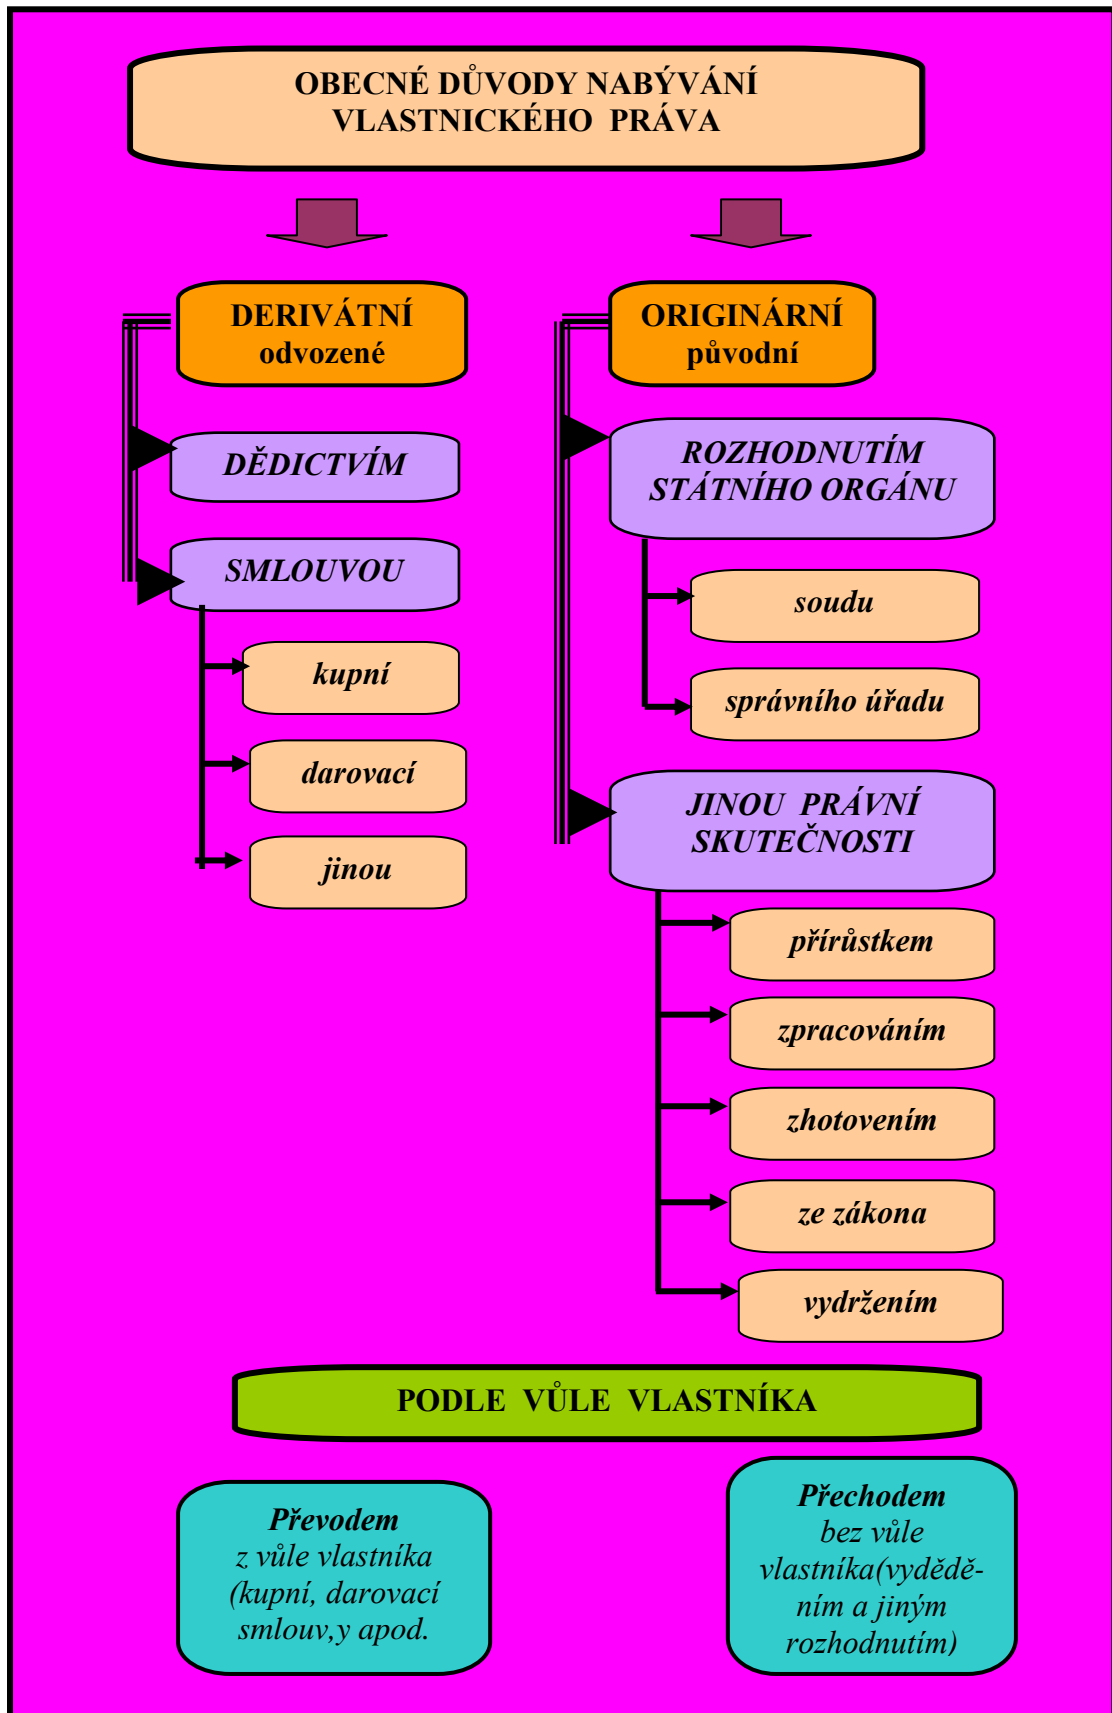 OBECNÉ DŮVODY NABÝVÁNÍ
VLASTNICKÉHO PRÁVA
DERIVÁTNÍ
odvozené
DĚDICTVÍM
SMLOUVOU
kupní
darovací
jinou
ORIGINÁRNÍ
původní
ROZHODNUTÍM
STÁTNÍHO ORGÁNU
soudu
správního úřadu
JINOU PRÁVNÍ
SKUTEČNOSTI
přírůstkem
zpracováním
zhotovením
ze zákona
vydržením
PODLE VŮLE VLASTNÍKA
Převodem
z vůle vlastníka
(kupní, darovací
smlouv,y apod.
Přechodem
bez vůle
vlastníka(vydědě-
ním a jiným
rozhodnutím)